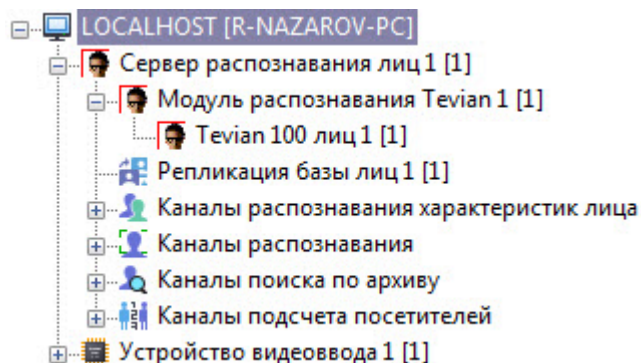 LOCALHOST [R-NAZAROV-PC]
Сервер распознавания лиц 1 [1]
Модуль распознавания Tevian 1 [1]
Tevian 100 лиц 1 [1]
Репликация базы лиц 1 [1]
Каналы распознавания характеристик лица
Каналы распознавания
Каналы поиска по архиву
Каналы подсчета посетителей
Устройство видеоввода 1 [1]